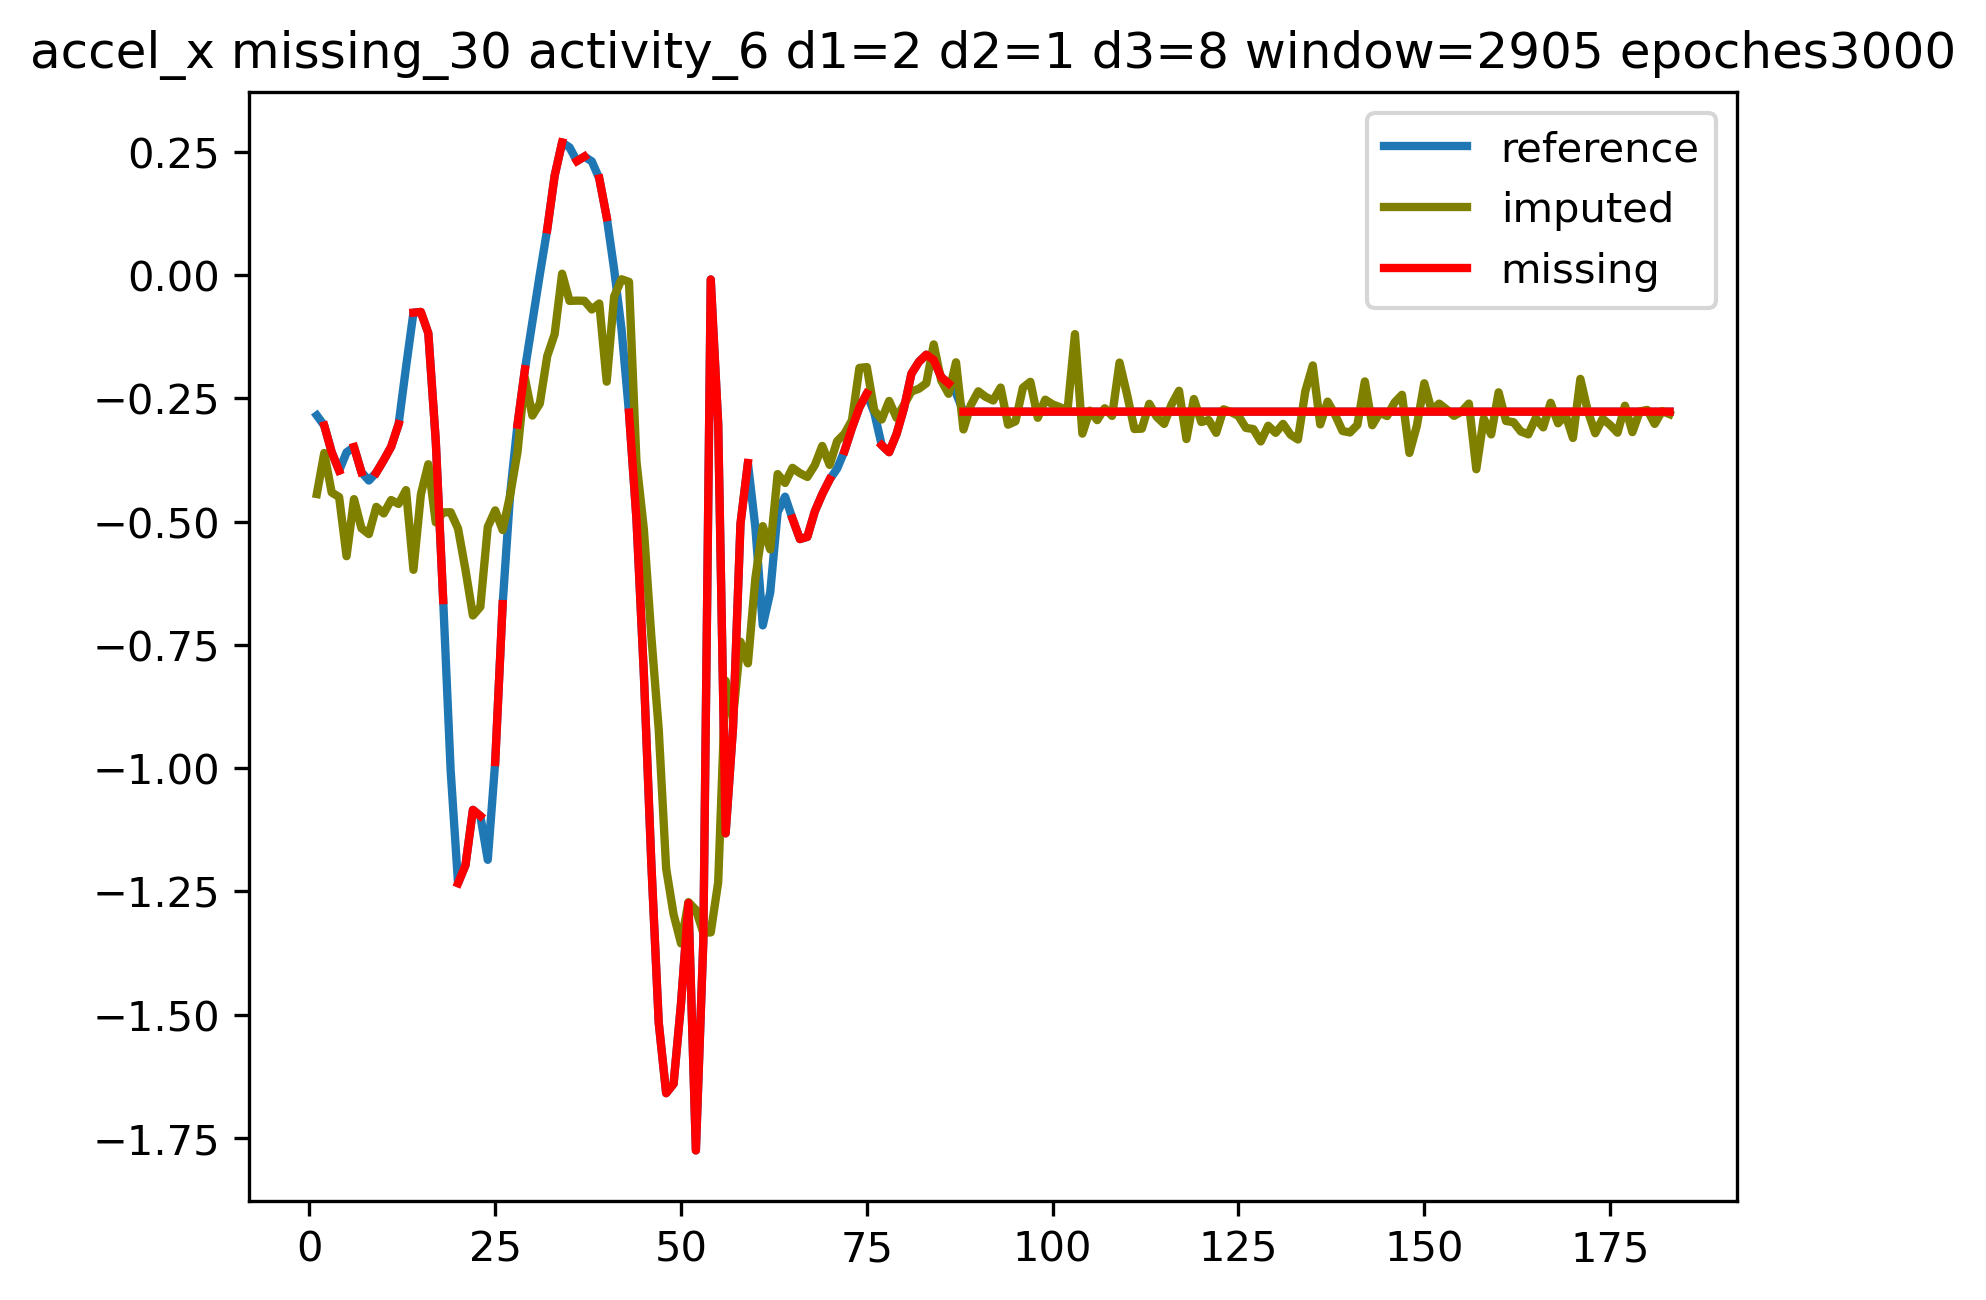 accel_x missing_30 activity_6 d1=2 d2=1 d3=8 window=2905 epoches3000
reference
imputed
missing
0.25
0.00
−0.25
−0.50
−0.75
−1.00
−1.25
−1.50
−1.75
0 25 50 75 100 125 150 175